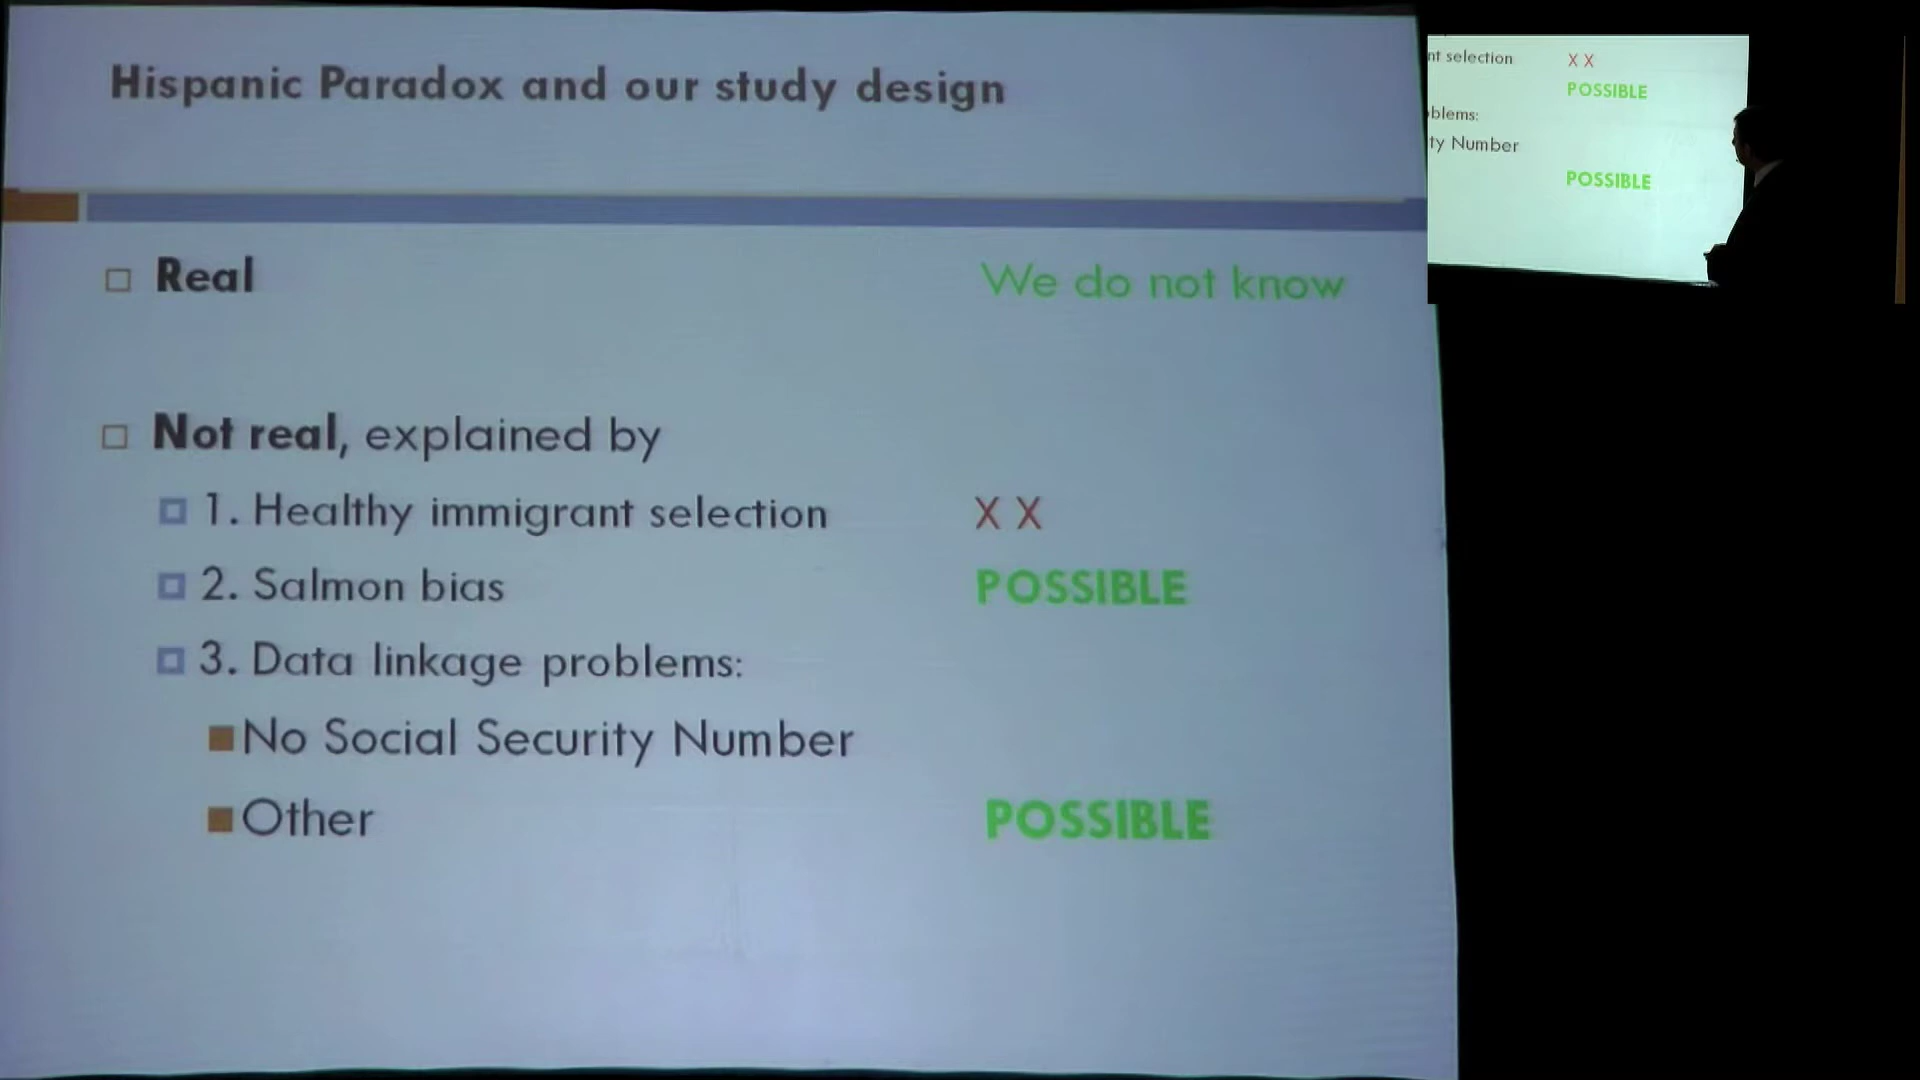 Hispanic Paradox and our study design
Real We do not know
Not real, explained by
1. Healthy immigrant selection X X
2. Salmon bias POSSIBLE
3. Data linkage problems:
No Social Security Number
Other POSSIBLE
nt selection X X
POSSIBLE
blems:
ty Number
POSSIBLE